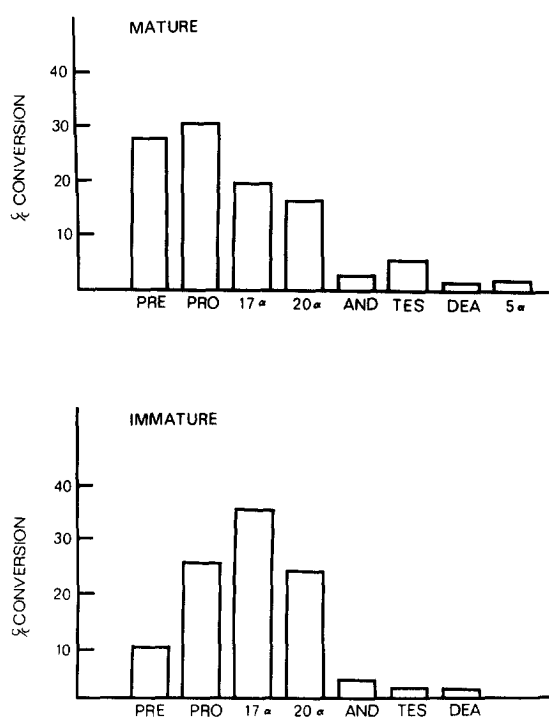 MATURE
40
30
20
10
% CONVERSION
PRE PRO 17α 20α AND TES DEA 5α
IMMATURE
40
30
20
10
% CONVERSION
PRE PRO 17α 20α AND TES DEA